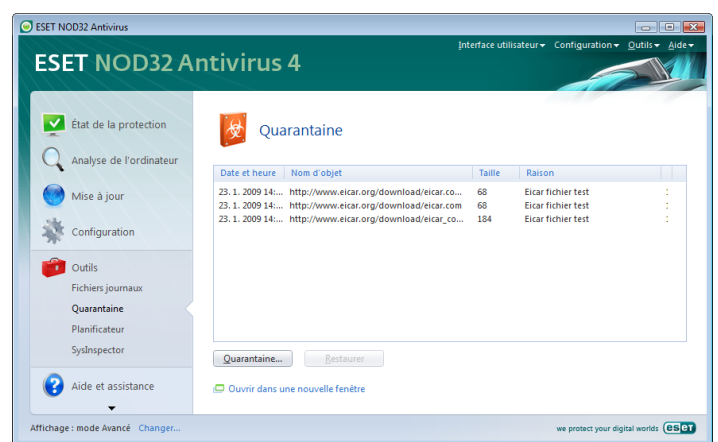 ESET NOD32 Antivirus
Interface utilisateur Configuration Outils Aide
ESET NOD32 Antivirus 4
État de la protection
Analyse de l'ordinateur
Mise à jour
Configuration
Outils
Fichiers journaux
Quarantaine
Planificateur
SysInspector
Aide et assistance
Quarantaine
Date et heure Nom d'objet Taille Raison
23. 1. 2009 14:... http://www.eicar.org/download/eicar.co... 68 Eicar fichier test 1
23. 1. 2009 14:... http://www.eicar.org/download/eicar.com 68 Eicar fichier test 1
23. 1. 2009 14:... http://www.eicar.org/download/eicar_co... 184 Eicar fichier test 1
Quarantaine... Restaurer
Ouvrir dans une nouvelle fenêtre
Affichage : mode Avancé Changer...
we protect your digital worlds eseT